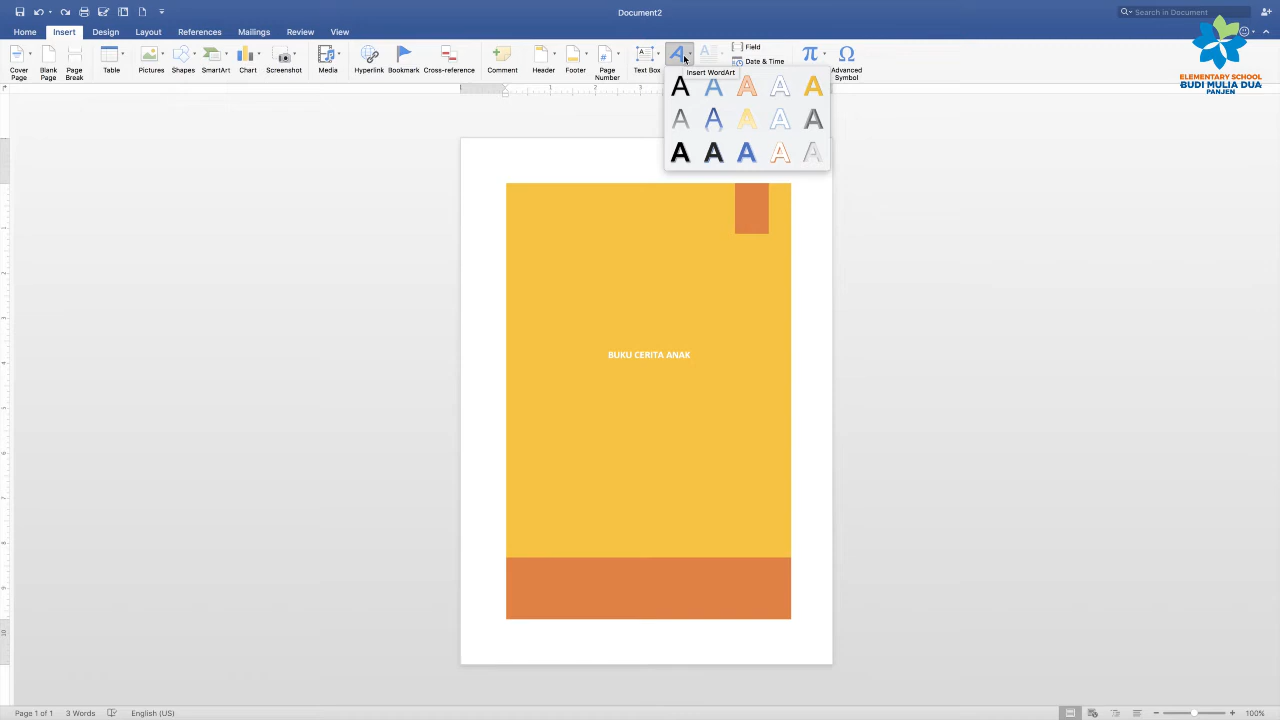 Document2
Search in Document
Home
Insert
Design
Layout
References
Mailings
Review
View
Cover Page
Blank Page
Page Break
Table
Pictures
Shapes
SmartArt
Chart
Screenshot
Media
Hyperlink
Bookmark
Cross-reference
Comment
Header
Footer
Page Number
Text Box
Field
Date & Time
Advanced Symbol
Insert WordArt
A A A A A
A A A A A
A A A A A
ELEMENTARY SCHOOL
BUDI MULIA DUA
PANJEN
BUKU CERITA ANAK
Page 1 of 1
3 Words
English (US)
100%